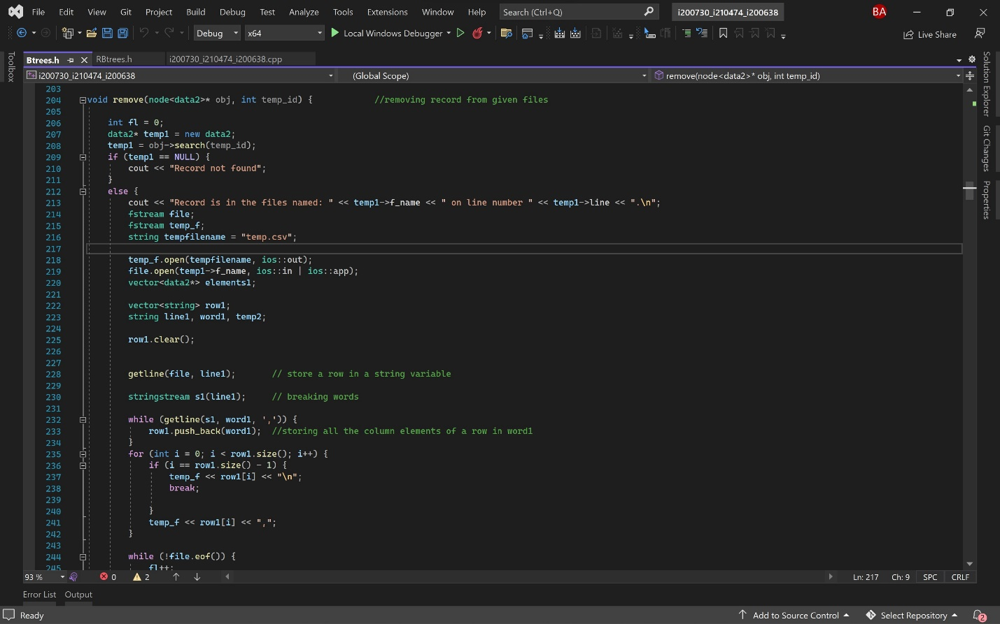 File Edit View Git Project Build Debug Test Analyze Tools Extensions Window Help Search (Ctrl+Q) i200730_i210474_i200638 BA
Debug x64 Local Windows Debugger Live Share
Toolbox
Btrees.h RBtrees.h i200730_i210474_i200638.cpp
i200730_i210474_i200638 (Global Scope) remove(node<data2>* obj, int temp_id)
203
204 void remove(node<data2>* obj, int temp_id) { //removing record from given files
205
206 int fl = 0;
207 data2* temp1 = new data2;
208 temp1 = obj->search(temp_id);
209 if (temp1 == NULL) {
210 cout << "Record not found";
211 }
212 else {
213 cout << "Record is in the files named: " << temp1->f_name << " on line number " << temp1->line << ".\n";
214 fstream file;
215 fstream temp_f;
216 string tempfilename = "temp.csv";
217
218 temp_f.open(tempfilename, ios::out);
219 file.open(temp1->f_name, ios::in | ios::app);
220 vector<data2*> elements1;
221
222 vector<string> row1;
223 string line1, word1, temp2;
224
225 row1.clear();
226
227
228 getline(file, line1); // store a row in a string variable
229
230 stringstream s1(line1); // breaking words
231
232 while (getline(s1, word1, ',')) {
233 row1.push_back(word1); //storing all the column elements of a row in word1
234 }
235 for (int i = 0; i < row1.size(); i++) {
236 if (i == row1.size() - 1) {
237 temp_f << row1[i] << "\n";
238 break;
239
240 }
241 temp_f << row1[i] << ",";
242 }
243
244 while (!file.eof()) {
245 fl++;
Solution Explorer
Git Changes
Properties
93 % 0 2 Ln: 217 Ch: 9 SPC CRLF
Error List Output
Ready Add to Source Control Select Repository 2